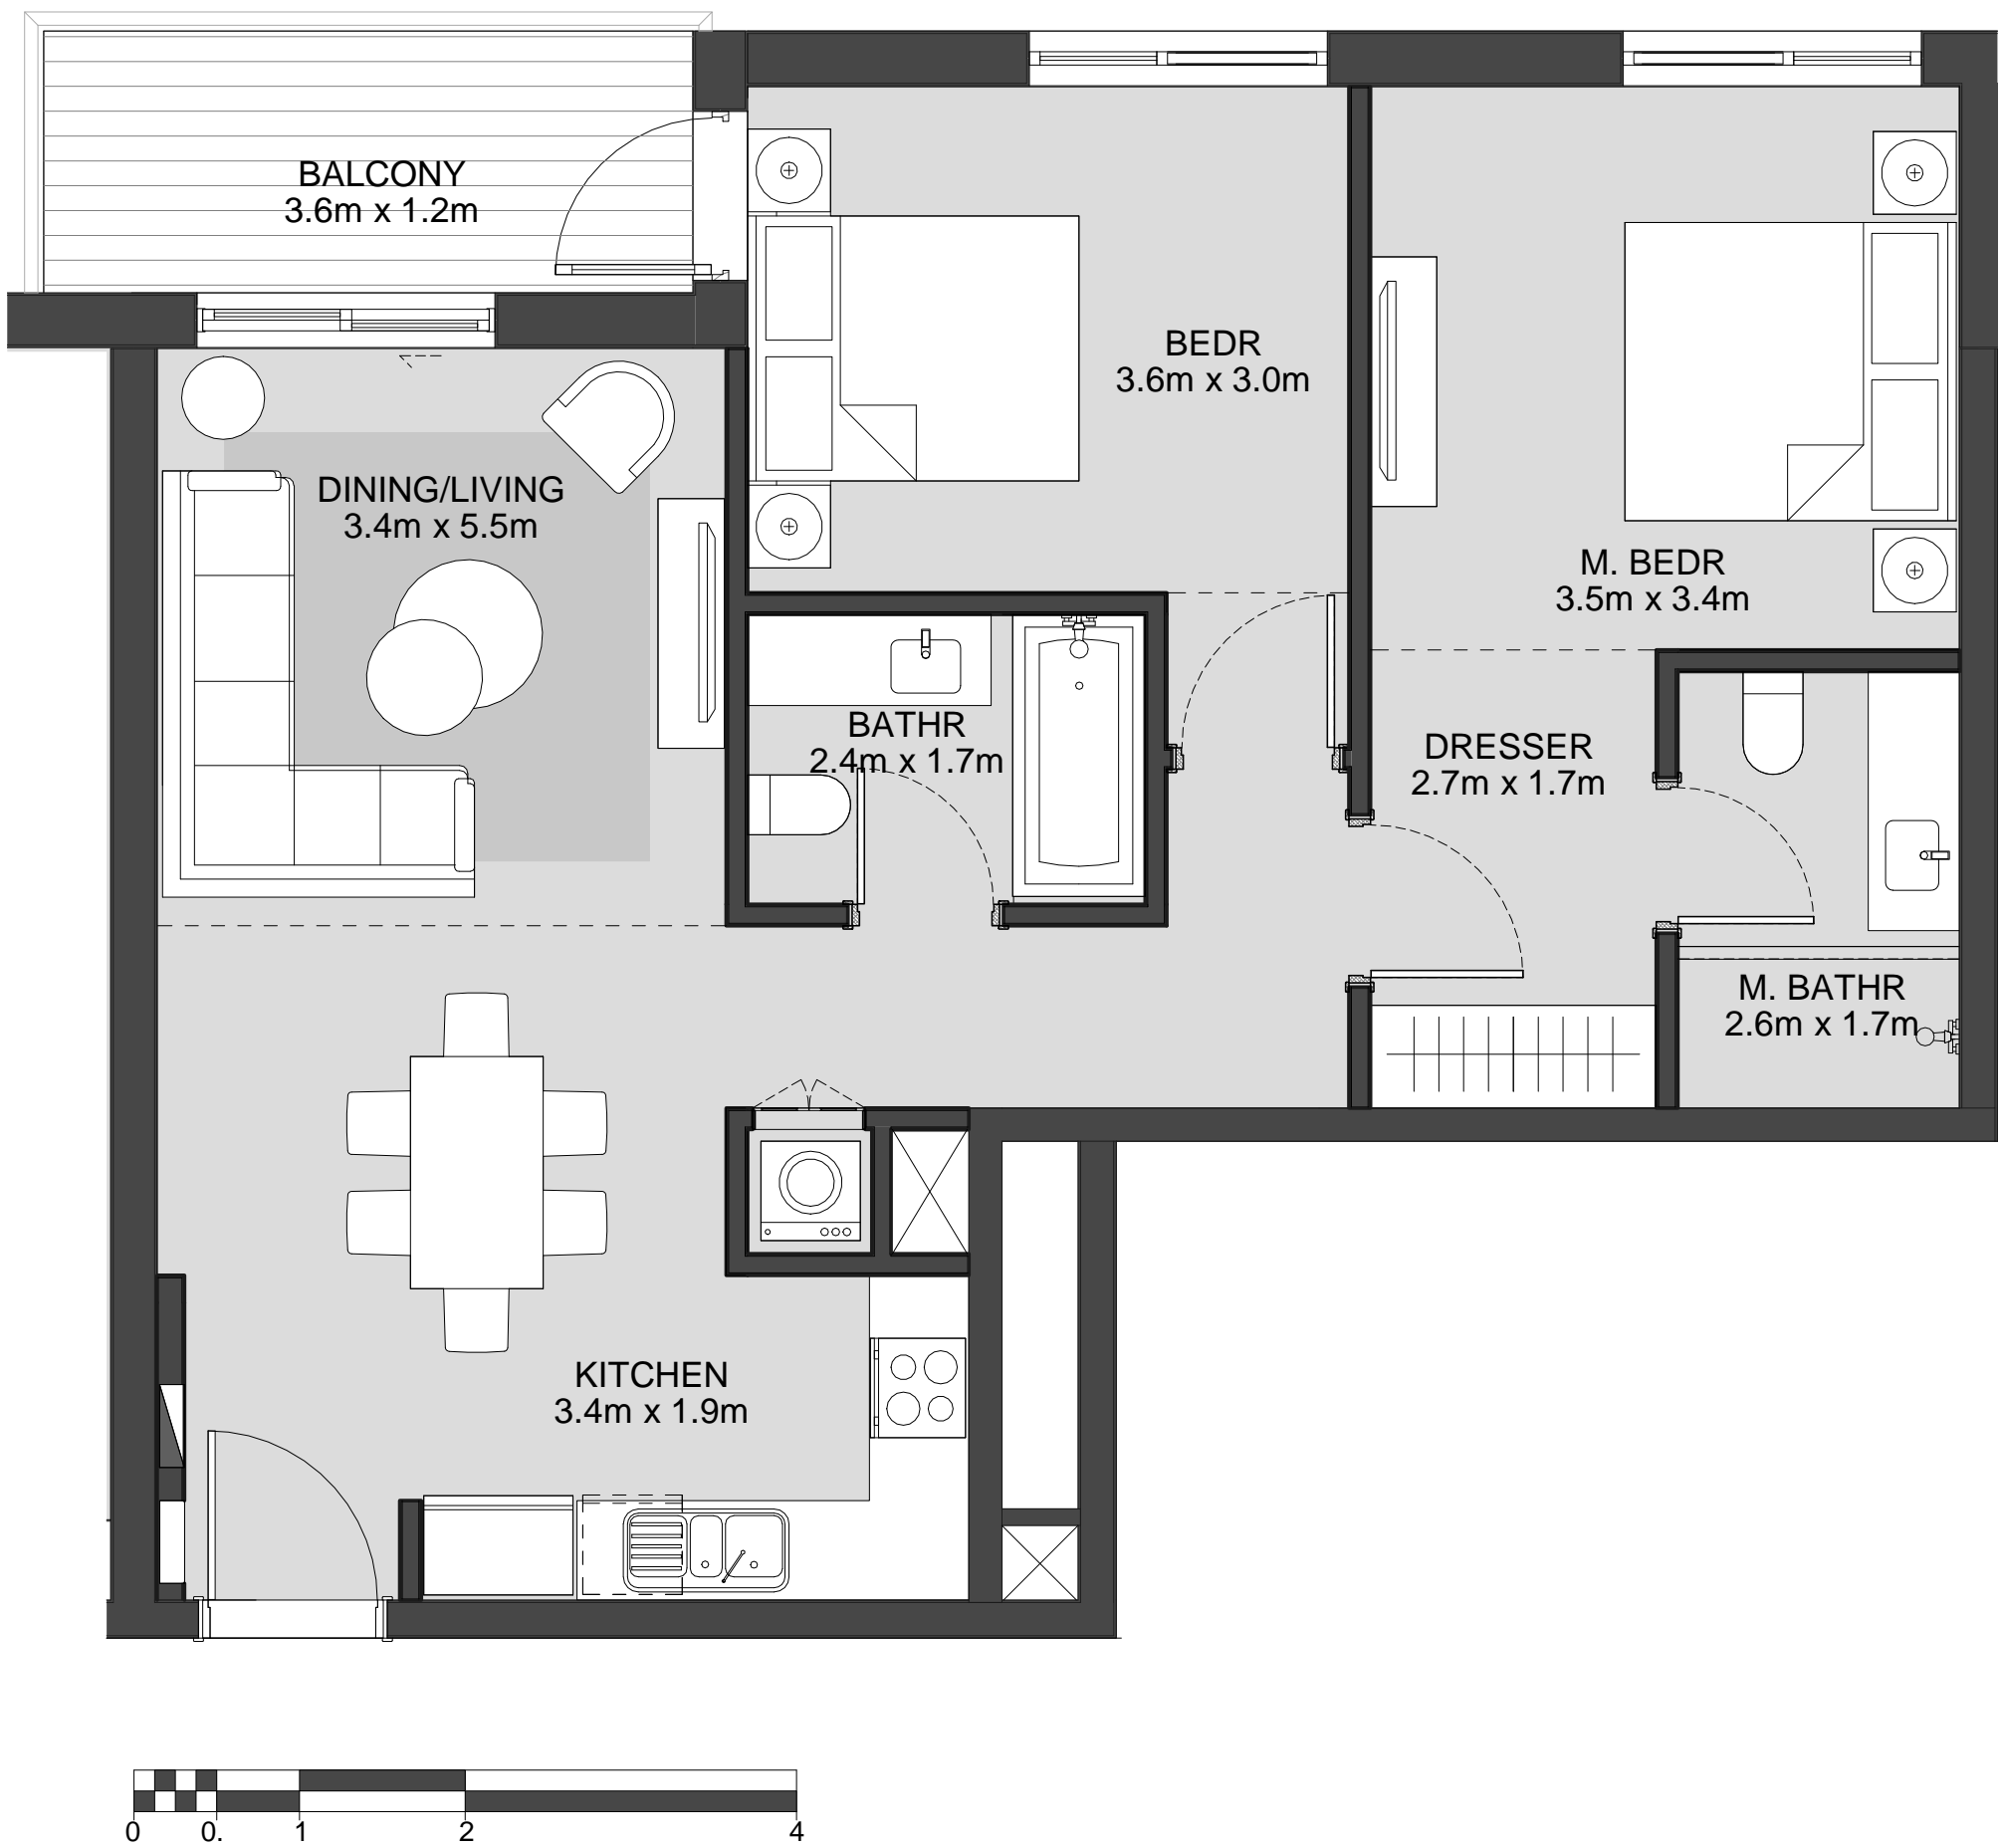 BALCONY
3.6m x 1.2m
BEDR
3.6m x 3.0m
DINING/LIVING
3.4m x 5.5m
M. BEDR
3.5m x 3.4m
BATHR
2.4m x 1.7m
DRESSER
2.7m x 1.7m
M. BATHR
2.6m x 1.7m
KITCHEN
3.4m x 1.9m
0 0. 1 2 4